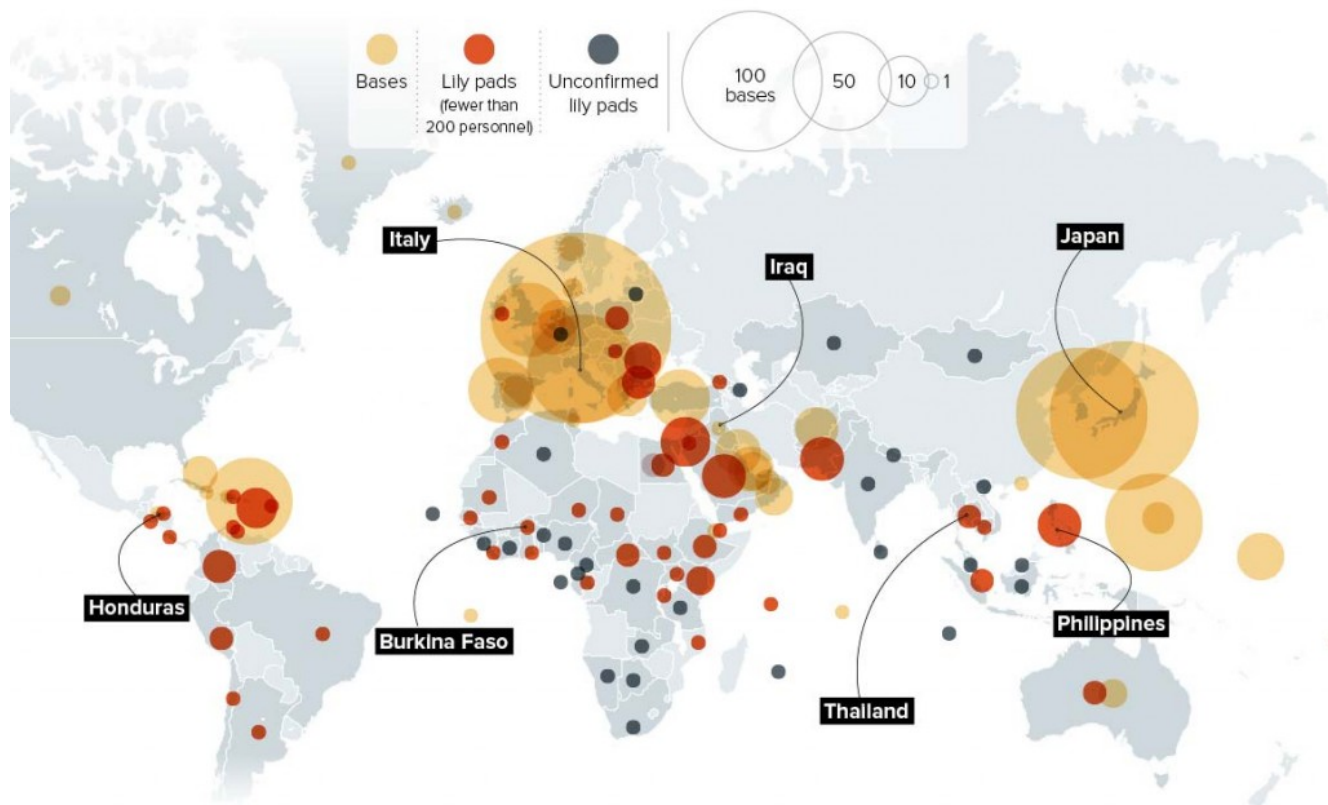 Bases
Lily pads
(fewer than
200 personnel)
Unconfirmed
lily pads
100
bases
50
10
1
Italy
Iraq
Japan
Honduras
Burkina Faso
Thailand
Philippines